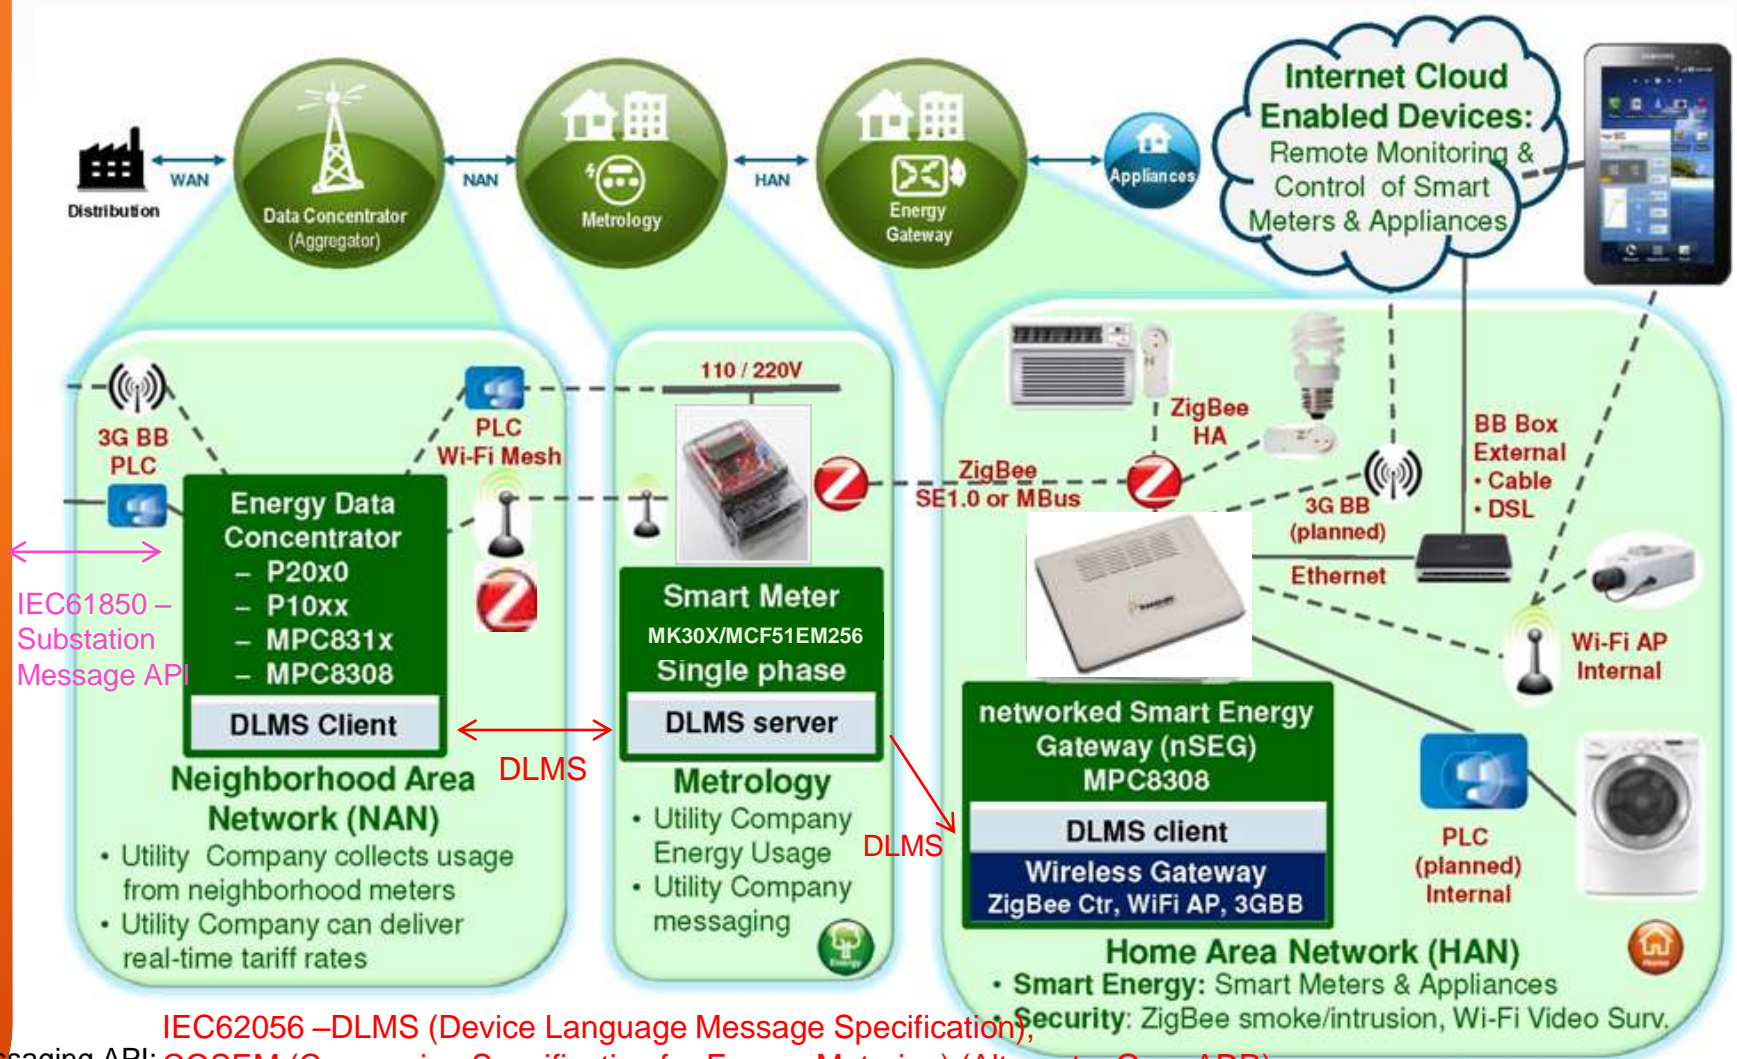 Distribution
WAN
Data Concentrator
(Aggregator)
NAN
Metrology
HAN
Energy
Gateway
Appliances
Internet Cloud
Enabled Devices:
Remote Monitoring &
Control of Smart
Meters & Appliances
SAMSUNG
3G BB
PLC
PLC
Wi-Fi Mesh
Energy Data
Concentrator
– P20x0
– P10xx
– MPC831x
– MPC8308
DLMS Client
IEC61850 –
Substation
Message API
Neighborhood Area
Network (NAN)
• Utility Company collects usage
from neighborhood meters
• Utility Company can deliver
real-time tariff rates
DLMS
110 / 220V
Smart Meter
MK30X/MCF51EM256
Single phase
DLMS server
Metrology
• Utility Company
Energy Usage
• Utility Company
messaging
Energy
DLMS
ZigBee
SE1.0 or MBus
ZigBee
HA
3G BB
(planned)
Ethernet
BB Box
External
• Cable
• DSL
Wi-Fi AP
Internal
networked Smart Energy
Gateway (nSEG)
MPC8308
DLMS client
Wireless Gateway
ZigBee Ctr, WiFi AP, 3GBB
PLC
(planned)
Internal
Home
Home Area Network (HAN)
• Smart Energy: Smart Meters & Appliances
• Security: ZigBee smoke/intrusion, Wi-Fi Video Surv.
IEC62056 –DLMS (Device Language Message Specification),